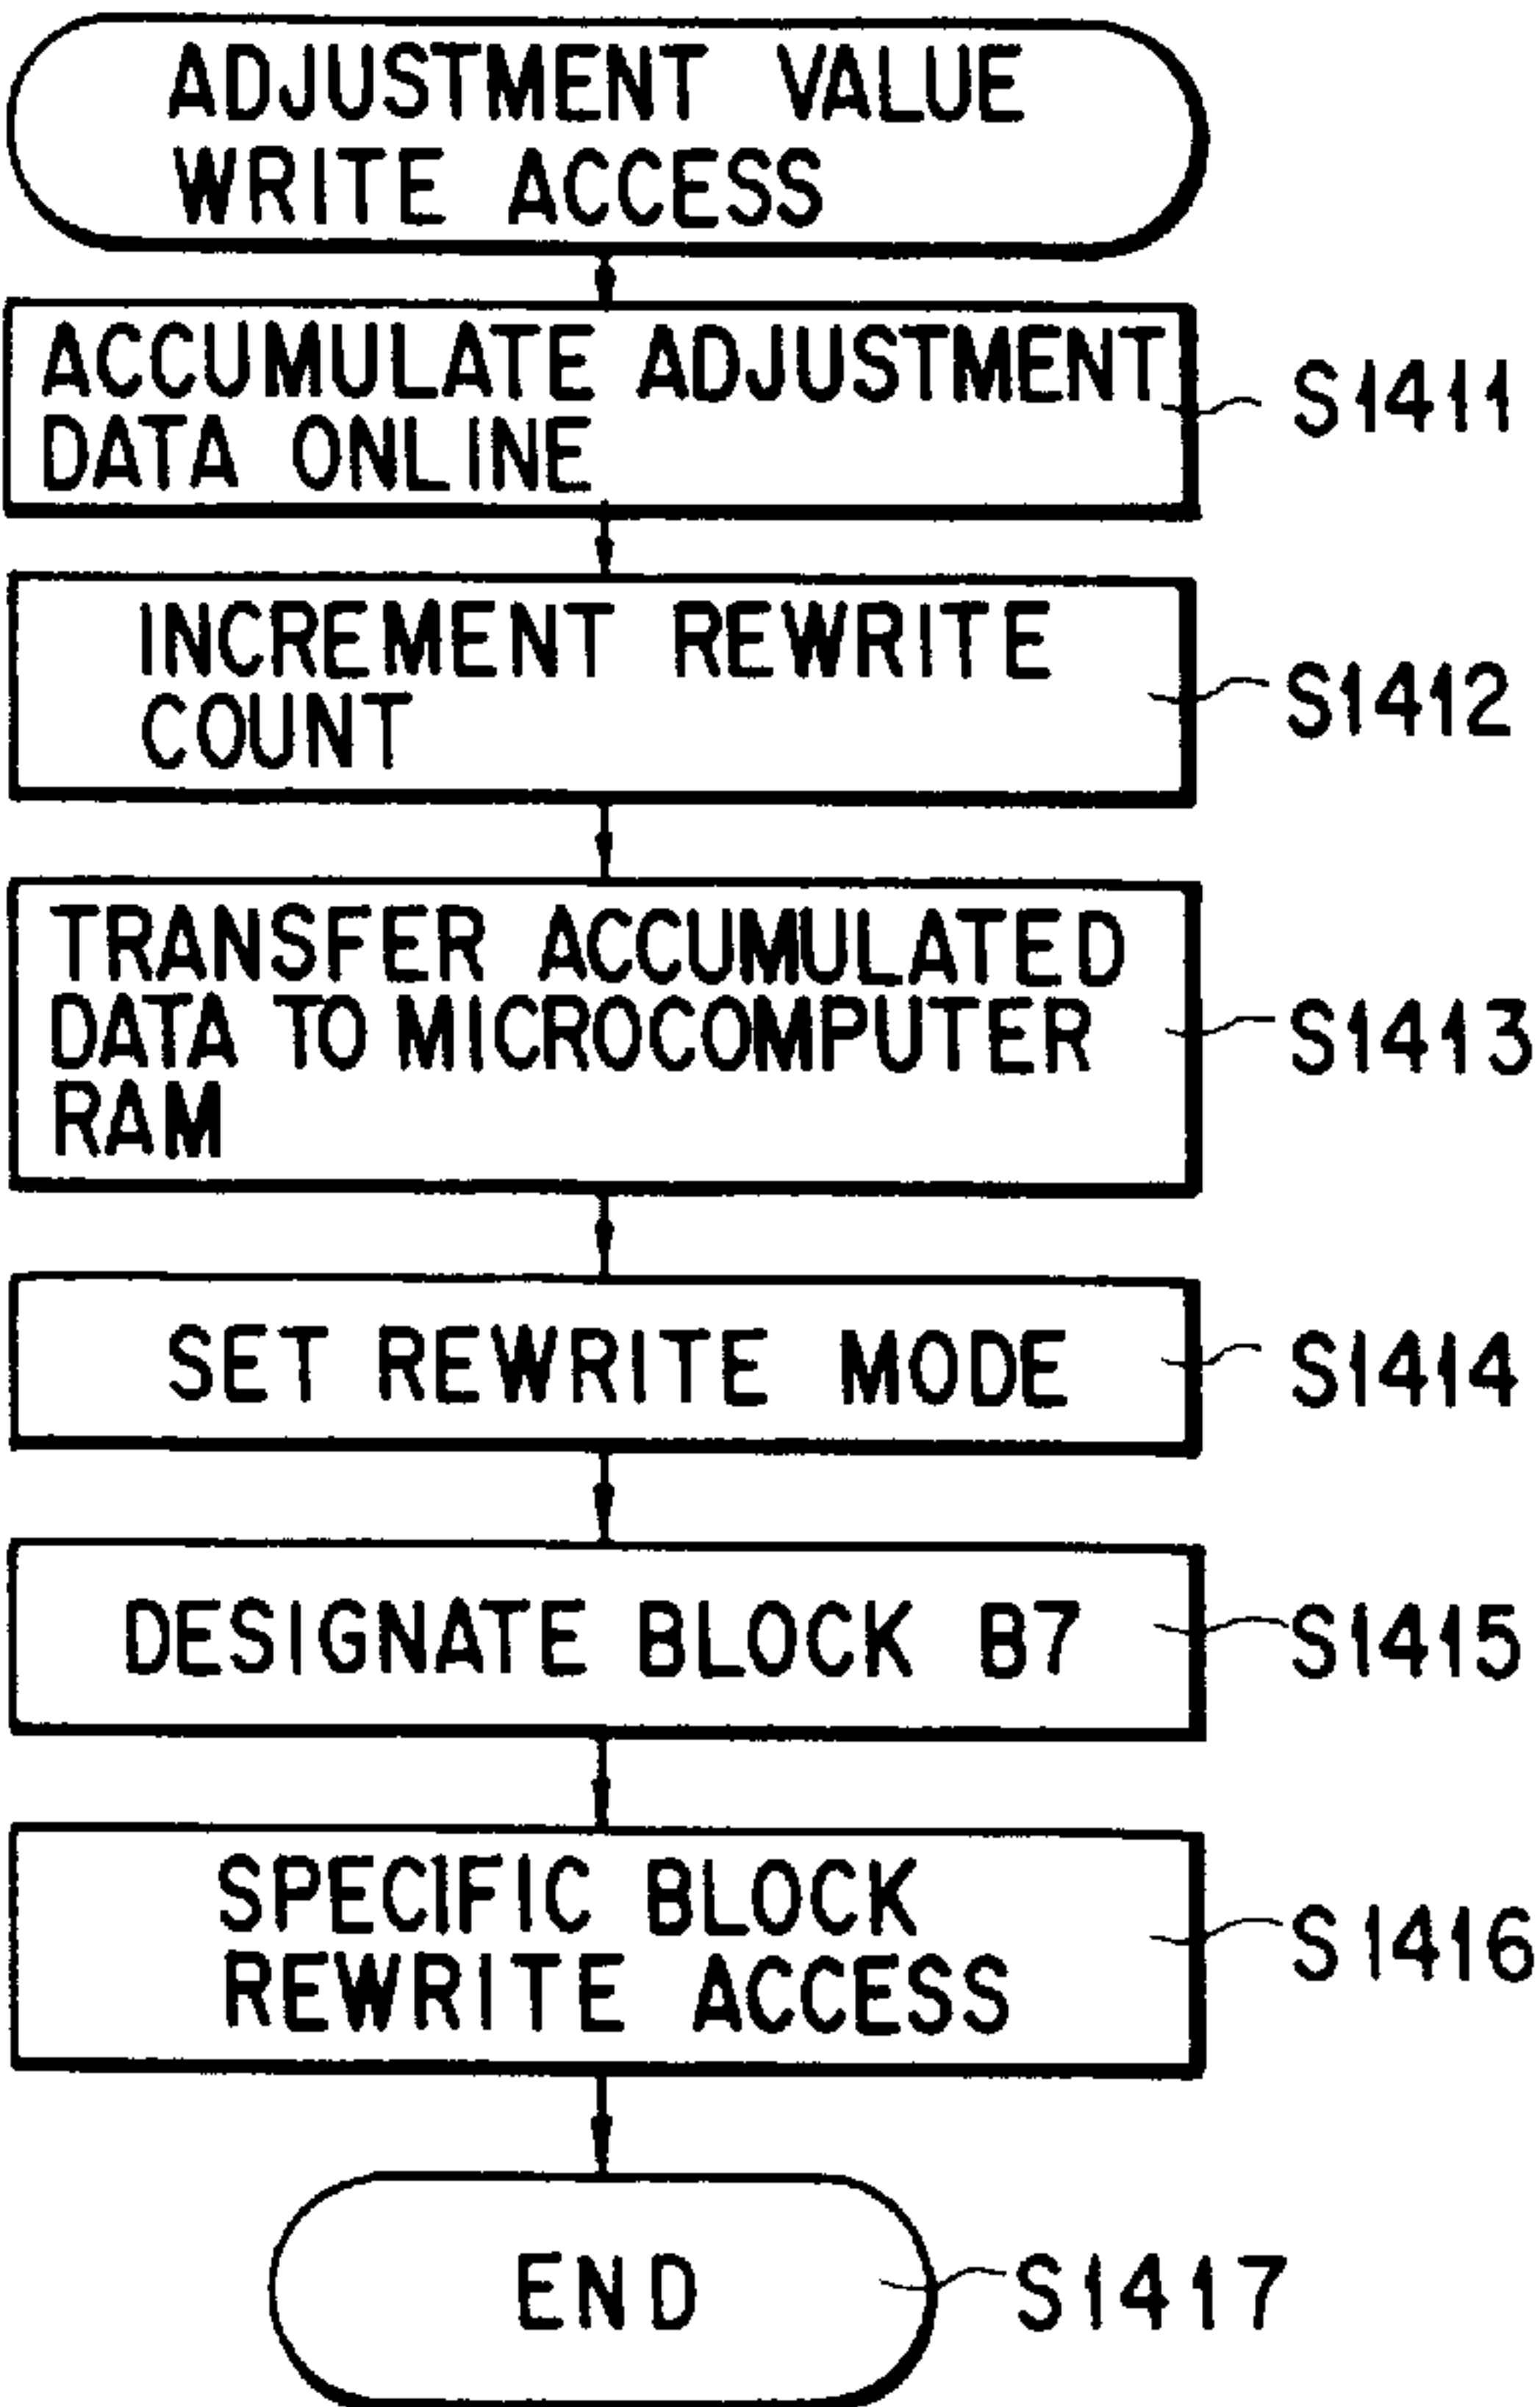 ADJUSTMENT VALUE
WRITE ACCESS
ACCUMULATE ADJUSTMENT
DATA ONLINE
S1411
INCREMENT REWRITE
COUNT
S1412
TRANSFER ACCUMULATED
DATA TO MICROCOMPUTER
RAM
S1413
SET REWRITE MODE
S1414
DESIGNATE BLOCK B7
S1415
SPECIFIC BLOCK
REWRITE ACCESS
S1416
END
S1417